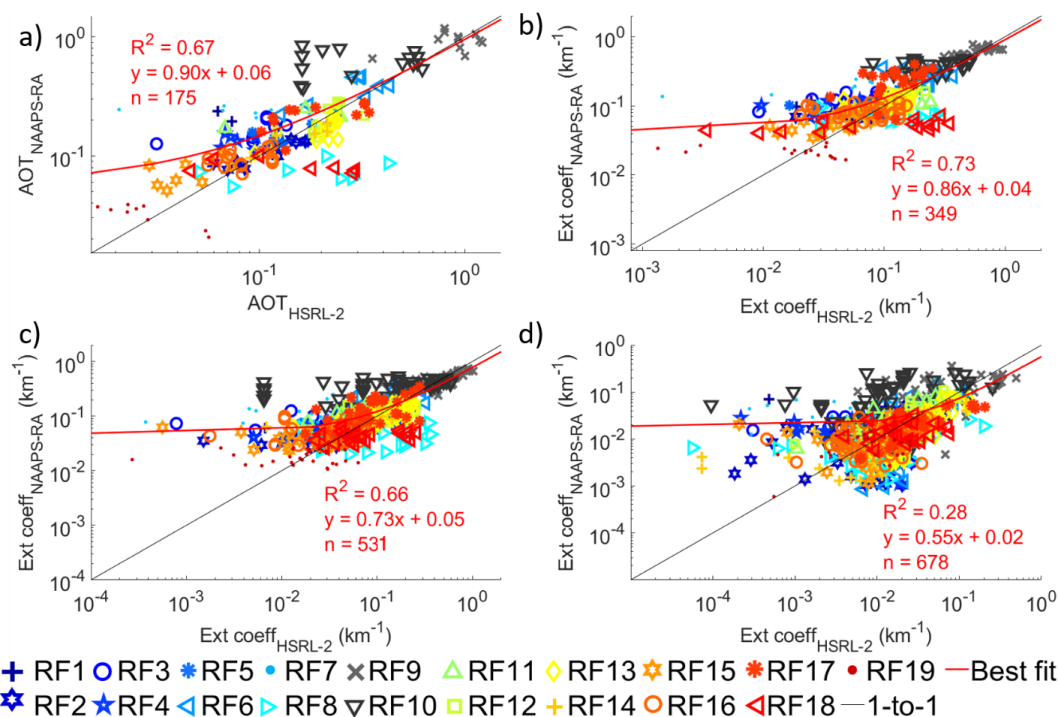 a)
R² = 0.67
y = 0.90x + 0.06
n = 175
10⁰
10⁻¹
AOT_NAAPS-RA
10⁻¹
10⁰
AOT_HSRL-2
b)
R² = 0.73
y = 0.86x + 0.04
n = 349
10⁰
10⁻¹
10⁻²
10⁻³
Ext coeff_NAAPS-RA (km⁻¹)
10⁻³
10⁻²
10⁻¹
10⁰
Ext coeff_HSRL-2 (km⁻¹)
c)
R² = 0.66
y = 0.73x + 0.05
n = 531
10⁰
10⁻¹
10⁻²
10⁻³
10⁻⁴
Ext coeff_NAAPS-RA (km⁻¹)
10⁻⁴
10⁻³
10⁻²
10⁻¹
10⁰
Ext coeff_HSRL-2 (km⁻¹)
d)
R² = 0.28
y = 0.55x + 0.02
n = 678
10⁰
10⁻¹
10⁻²
10⁻³
10⁻⁴
Ext coeff_NAAPS-RA (km⁻¹)
10⁻⁴
10⁻³
10⁻²
10⁻¹
10⁰
Ext coeff_HSRL-2 (km⁻¹)
RF1 RF3 RF5 RF7 RF9 RF11 RF13 RF15 RF17 RF19 Best fit
RF2 RF4 RF6 RF8 RF10 RF12 RF14 RF16 RF18 1-to-1